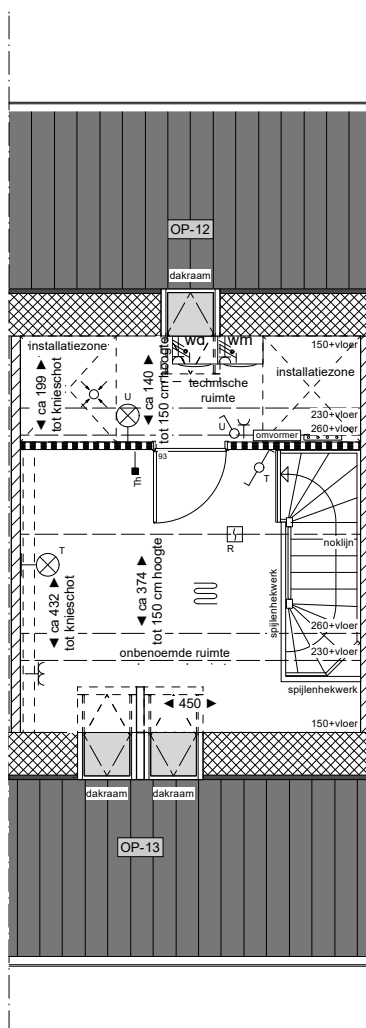 OP-12
dakraam
wd
wm
150+vloer
installatiezone
installatiezone
technische
ruimte
◄ ca 199 ►
tot knieschot
◄ ca 140 ►
tot 150 cm hoogte
U
U
230+vloer
260+vloer
omvormer
93
Th
T
R
T
noklijn
◄ ca 432 ►
tot knieschot
◄ ca 374 ►
tot 150 cm hoogte
spijlenhekwerk
260+vloer
230+vloer
onbenoemde ruimte
spijlenhekwerk
◄ 450 ►
150+vloer
dakraam
dakraam
OP-13